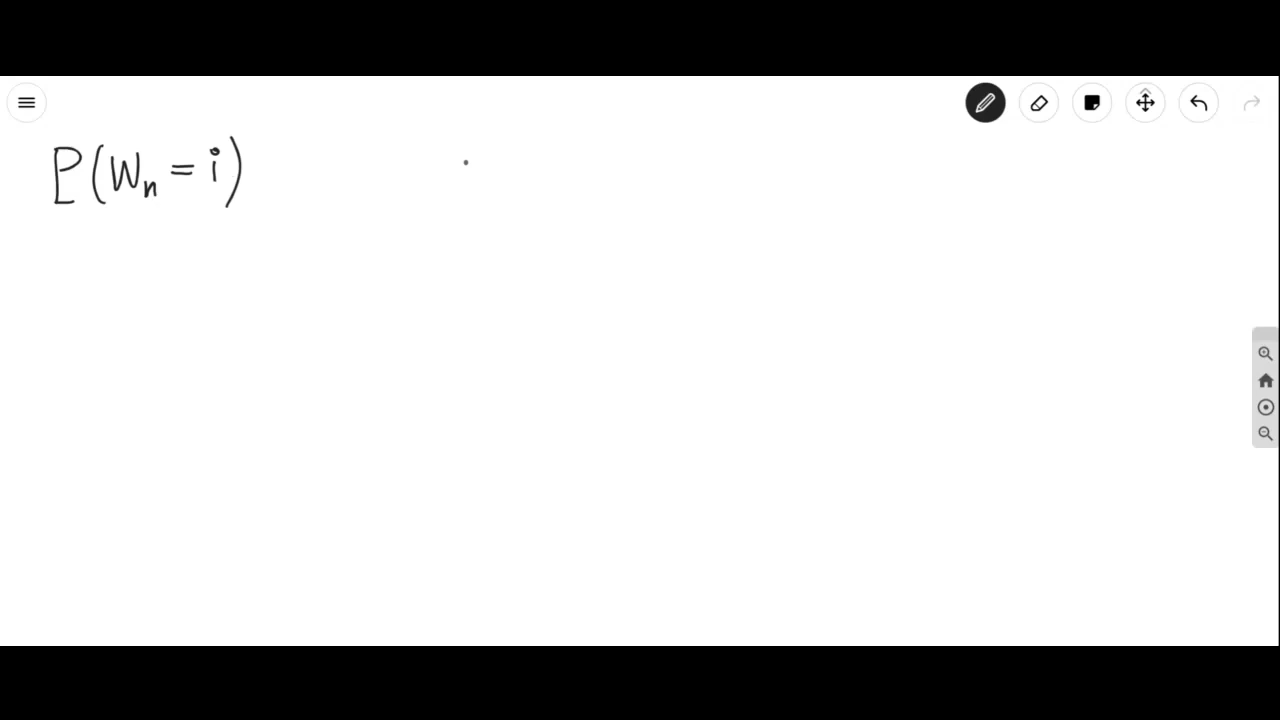 P(Wn = i)